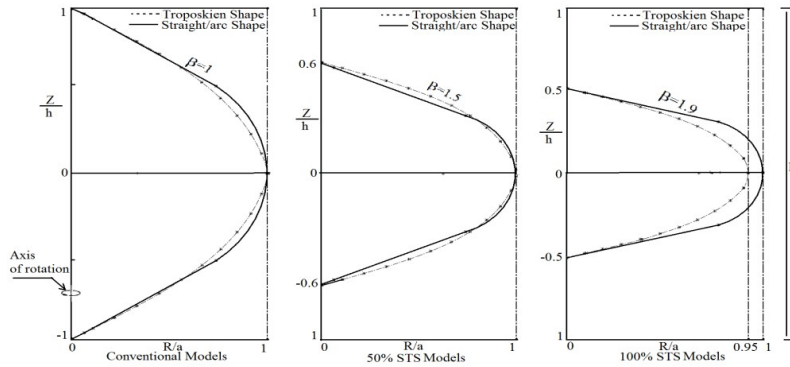 Troposkien Shape
Straight/arc Shape
1
β=1
Z
h
0
Axis
of rotation
-1
0
R/a
1
Conventional Models
Troposkien Shape
Straight/arc Shape
1
0.6
β=1.5
Z
h
0
-0.6
1
0
R/a
1
50% STS Models
Troposkien Shape
Straight/arc Shape
1
0.5
β=1.9
Z
h
0
-0.5
1
0
R/a
0.95
1
100% STS Models